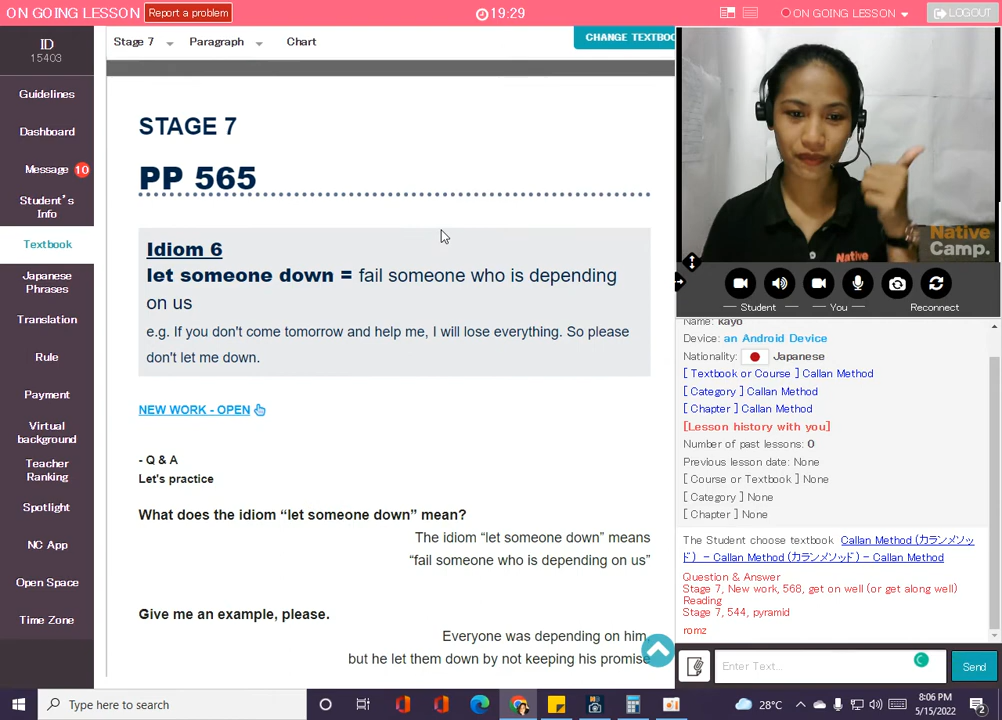 ON GOING LESSON
Report a problem
19:29
ON GOING LESSON
LOGOUT
ID
15403
Guidelines
Dashboard
Message 10
Student's
Info
Textbook
Japanese
Phrases
Translation
Rule
Payment
Virtual
background
Teacher
Ranking
Spotlight
NC App
Open Space
Time Zone
Stage 7
Paragraph
Chart
CHANGE TEXTBOO
STAGE 7
PP 565
Idiom 6
let someone down = fail someone who is depending
on us
e.g. If you don't come tomorrow and help me, I will lose everything. So please
don't let me down.
NEW WORK - OPEN
- Q & A
Let's practice
What does the idiom “let someone down” mean?
The idiom “let someone down” means
“fail someone who is depending on us”
Give me an example, please.
Everyone was depending on him,
but he let them down by not keeping his promise
Native
Native
Camp.
Student
You
Reconnect
Name: kayo
Device: an Android Device
Nationality: Japanese
[ Textbook or Course ] Callan Method
[ Category ] Callan Method
[ Chapter ] Callan Method
[Lesson history with you]
Number of past lessons: 0
Previous lesson date: None
[ Course or Textbook ] None
[ Category ] None
[ Chapter ] None
The Student choose textbook Callan Method (カランメソッ
ド) - Callan Method (カランメソッド) - Callan Method
Question & Answer
Stage 7, New work, 568, get on well (or get along well)
Reading
Stage 7, 544, pyramid
romz
Enter Text...
Send
Type here to search
28°C
8:06 PM
5/15/2022
2